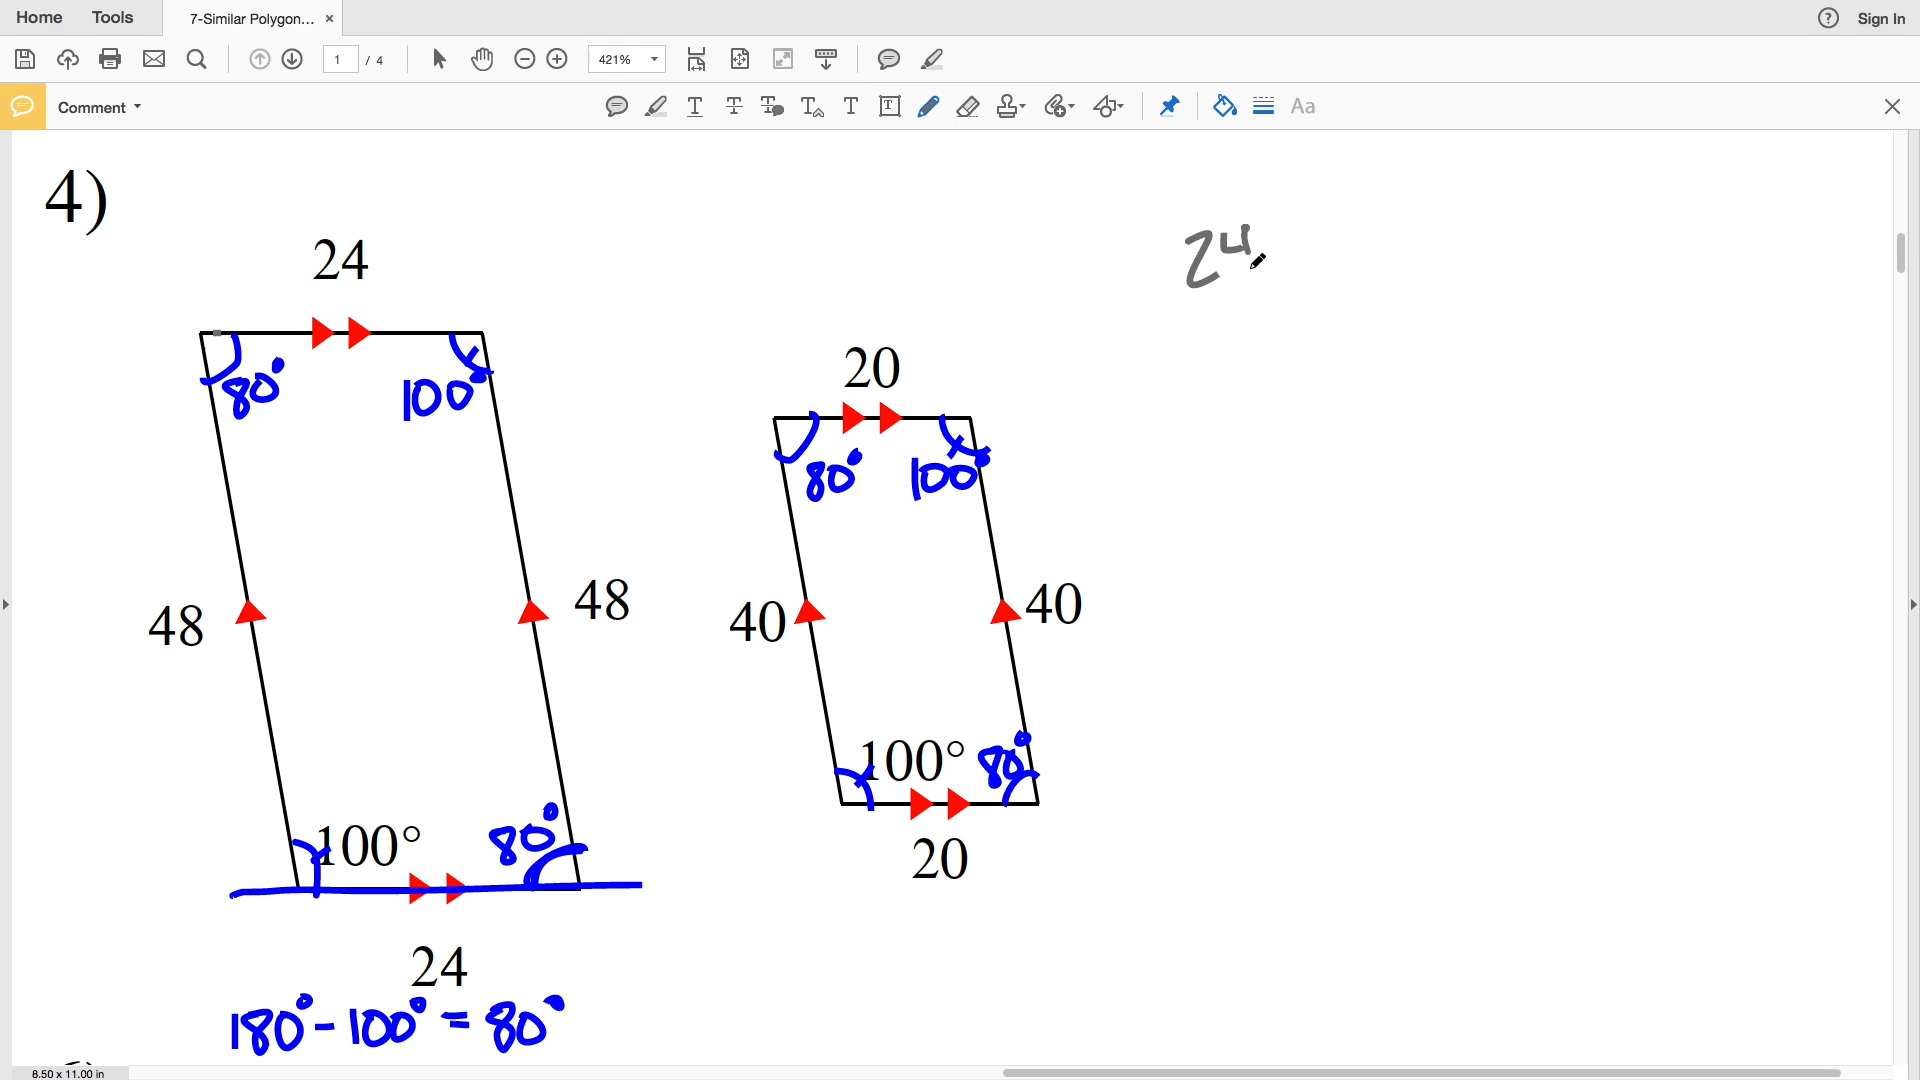 Home Tools 7-Similar Polygon... × ? Sign In
1 / 4 421%
Comment Aa
4)
24
24
80° 100°
20
80° 100°
48 48
40 40
100° 80°
100° 80°
20
24
180° - 100° = 80°
8.50 x 11.00 in